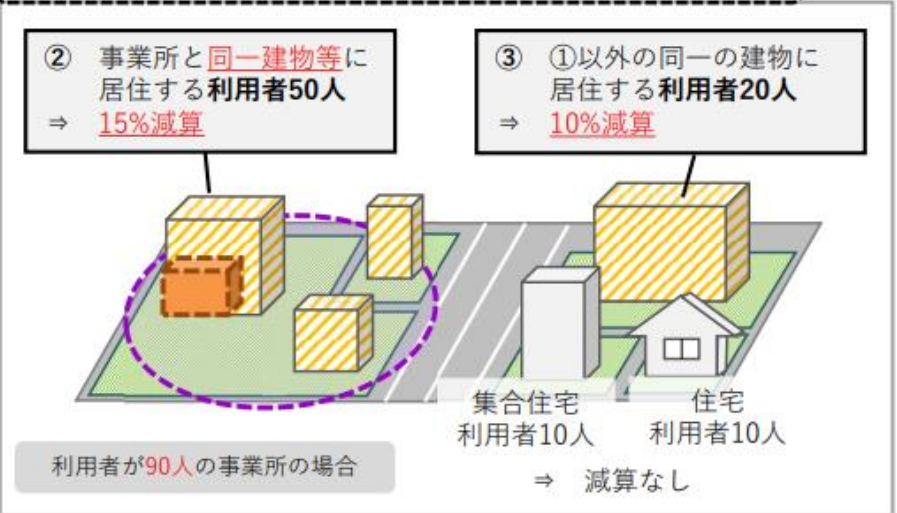 ② 事業所と同一建物等に
居住する利用者50人
⇒ 15%減算
③ ①以外の同一の建物に
居住する利用者20人
⇒ 10%減算
集合住宅
利用者10人
住宅
利用者10人
⇒ 減算なし
利用者が90人の事業所の場合